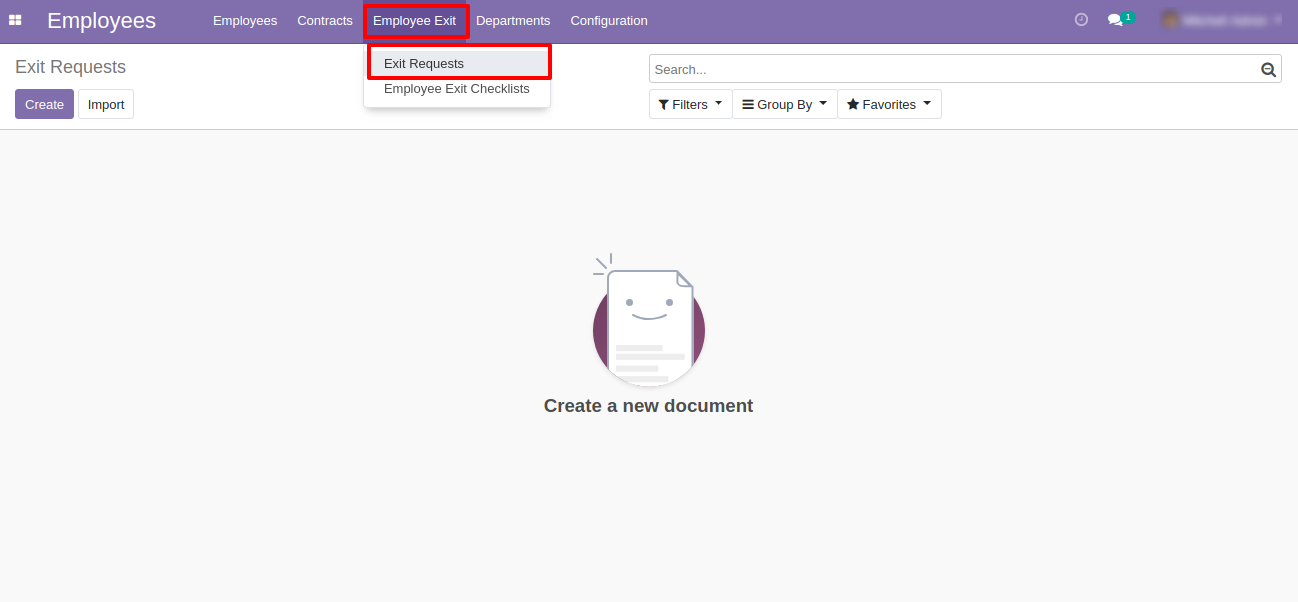 Employees
Employees Contracts Employee Exit Departments Configuration
1
Exit Requests
Exit Requests
Employee Exit Checklists
Search...
Create Import
Filters Group By Favorites
Create a new document